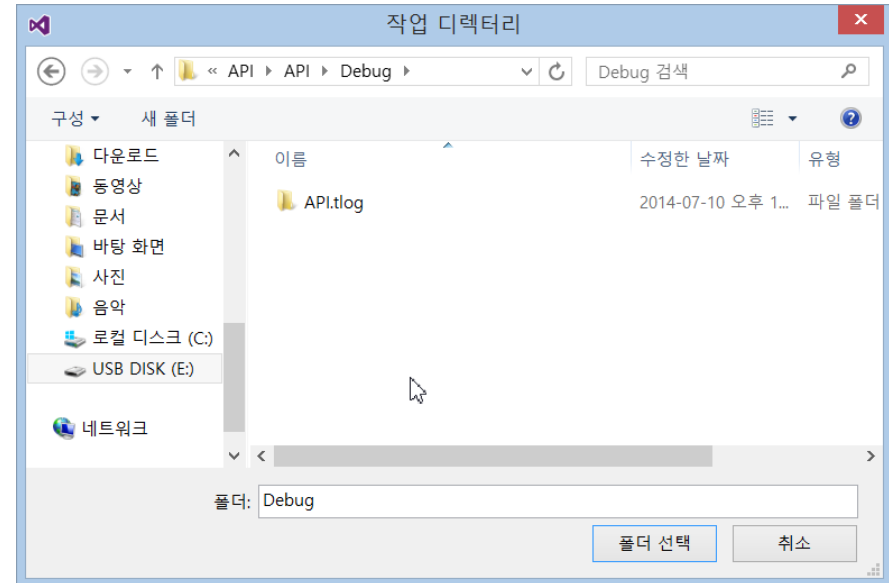 작업 디렉터리
« API ▸ API ▸ Debug ▸
Debug 검색
구성 새 폴더
다운로드
동영상
문서
바탕 화면
사진
음악
로컬 디스크 (C:)
USB DISK (E:)
네트워크
이름 수정한 날짜 유형
API.tlog 2014-07-10 오후 1... 파일 폴더
폴더: Debug
폴더 선택 취소